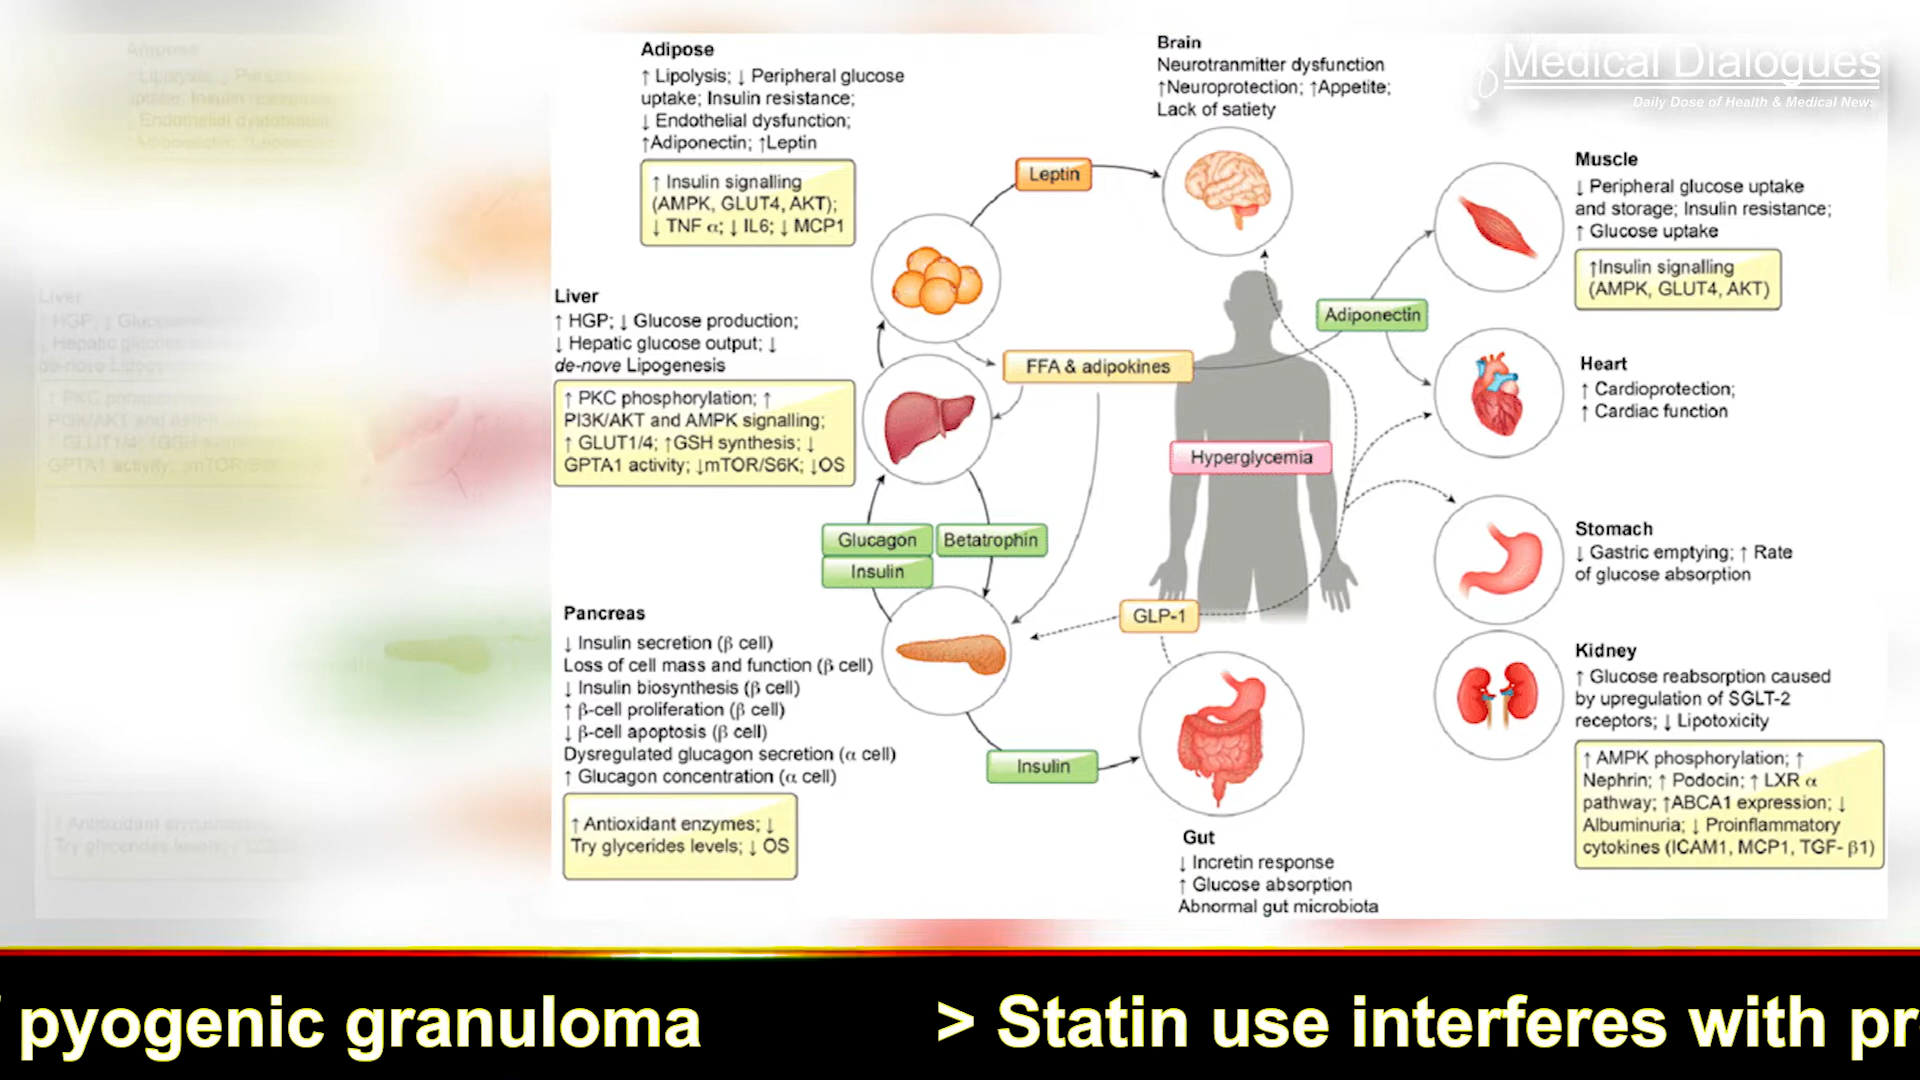 Adipose
↑ Lipolysis; ↓ Peripheral glucose
uptake; Insulin resistance;
↓ Endothelial dysfunction;
↑Adiponectin; ↑Leptin
↑ Insulin signalling
(AMPK, GLUT4, AKT);
↓ TNF α; ↓ IL6; ↓ MCP1
Liver
↑ HGP; ↓ Glucose production;
↓ Hepatic glucose output; ↓
de-nove Lipogenesis
↑ PKC phosphorylation; ↑
PI3K/AKT and AMPK signalling;
↑ GLUT1/4; ↑GSH synthesis; ↓
GPTA1 activity; ↓mTOR/S6K; ↓OS
Pancreas
↓ Insulin secretion (β cell)
Loss of cell mass and function (β cell)
↓ Insulin biosynthesis (β cell)
↑ β-cell proliferation (β cell)
↓ β-cell apoptosis (β cell)
Dysregulated glucagon secretion (α cell)
↑ Glucagon concentration (α cell)
↑ Antioxidant enzymes; ↓
Try glycerides levels; ↓ OS
Leptin
FFA & adipokines
Glucagon
Insulin
Betatrophin
Insulin
Brain
Neurotranmitter dysfunction
↑Neuroprotection; ↑Appetite;
Lack of satiety
Adiponectin
Hyperglycemia
GLP-1
Gut
↓ Incretin response
↑ Glucose absorption
Abnormal gut microbiota
Medical Dialogues
Daily Dose of Health & Medical News
Muscle
↓ Peripheral glucose uptake
and storage; Insulin resistance;
↑ Glucose uptake
↑Insulin signalling
(AMPK, GLUT4, AKT)
Heart
↑ Cardioprotection;
↑ Cardiac function
Stomach
↓ Gastric emptying; ↑ Rate
of glucose absorption
Kidney
↑ Glucose reabsorption caused
by upregulation of SGLT-2
receptors; ↓ Lipotoxicity
↑ AMPK phosphorylation; ↑
Nephrin; ↑ Podocin; ↑ LXR α
pathway; ↑ABCA1 expression; ↓
Albuminuria; ↓ Proinflammatory
cytokines (ICAM1, MCP1, TGF- β1)
pyogenic granuloma > Statin use interferes with pr